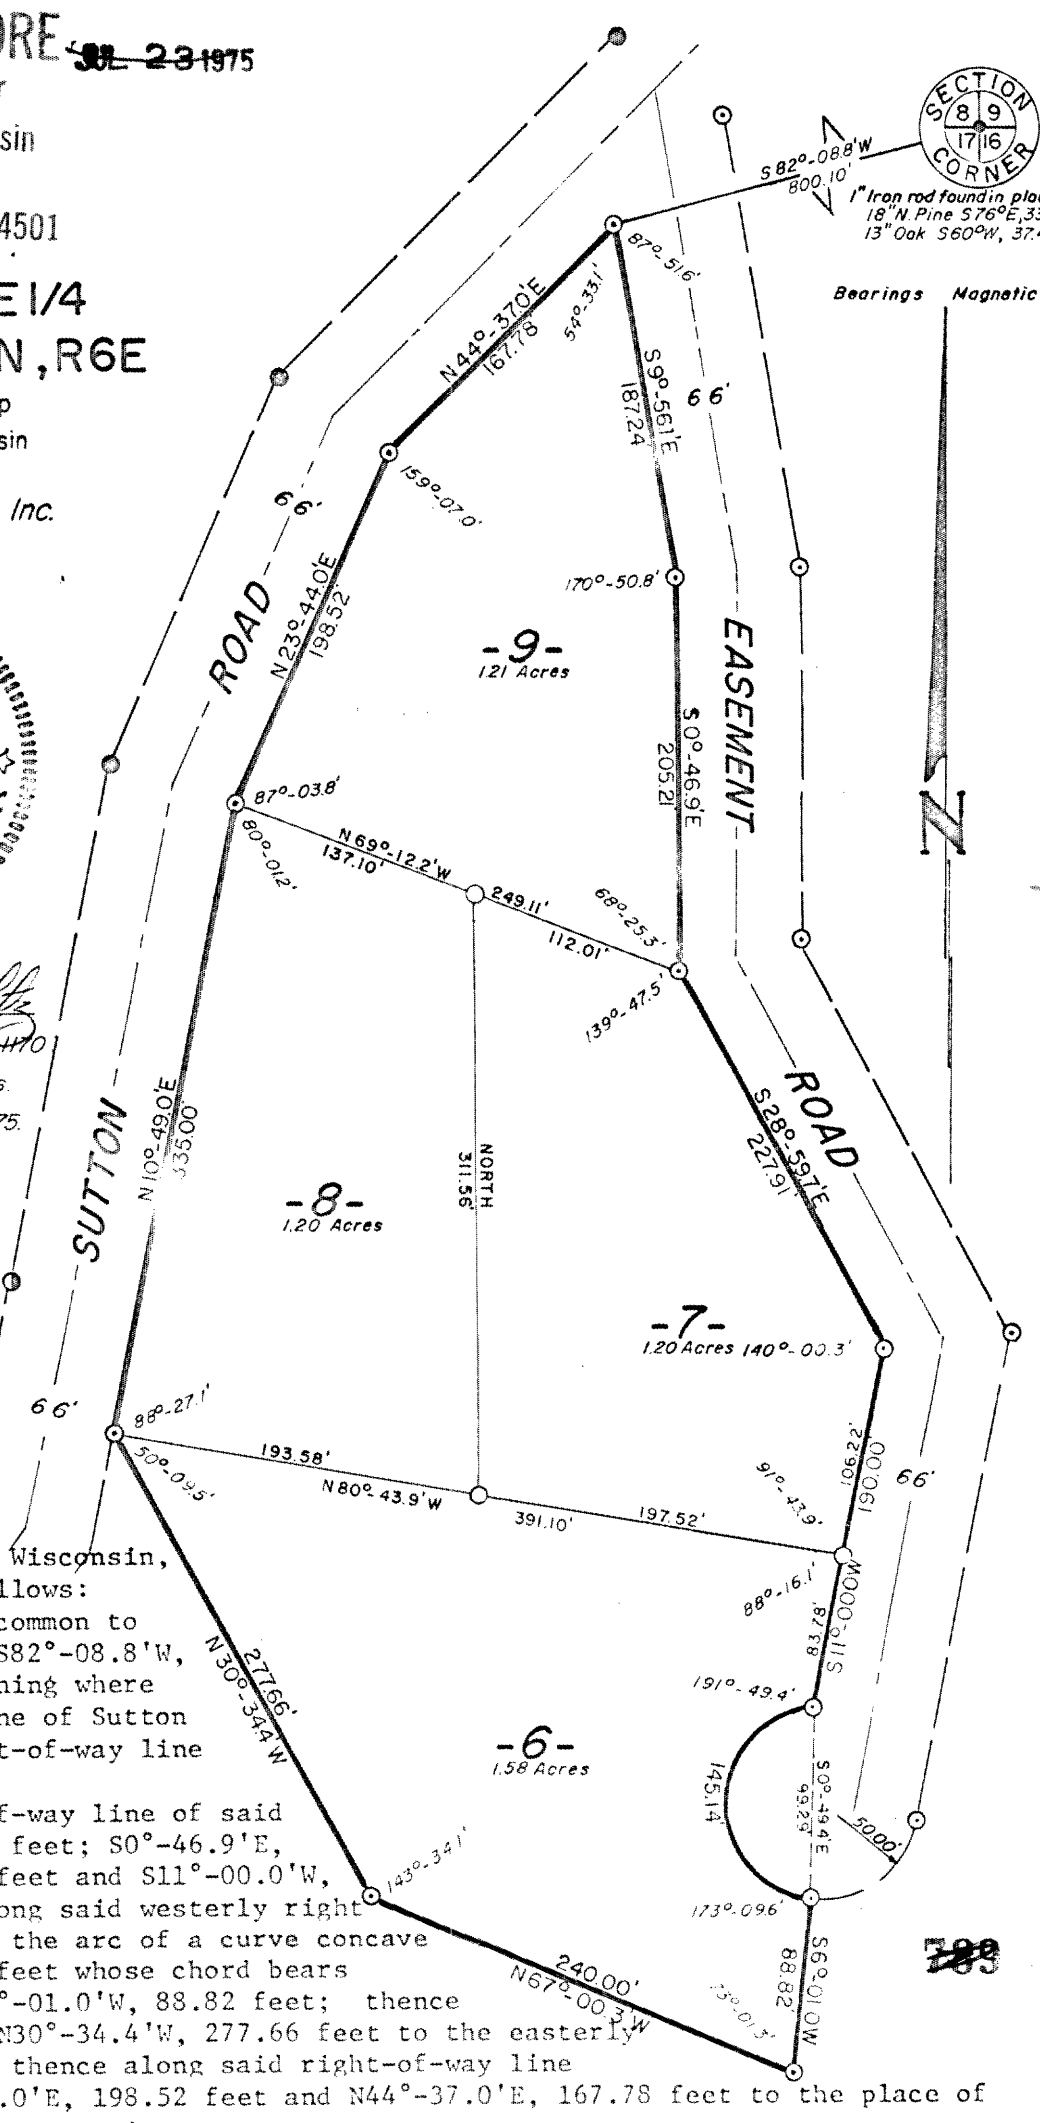 ORE
JUL 23 1975
sin
4501
E1/4
N, R6E
p
sin
Inc.
SECTION
8 9
17 16
CORNER
S82°-08.8'W
800.10'
1" Iron rod found in plac
18" N. Pine S76°E, 33
13" Oak S60°W, 37.4
Bearings Magnetic
N
87°-51.6'
54°-33.1'
N44°-37.0'E
167.78
S9°-56.1'E
187.24
66'
159°-07.0'
66'
170°-50.8'
ROAD
N23°-44.0'E
198.52'
-9-
1.21 Acres
EASEMENT
S0°-46.9'E
205.21
87°-03.8'
80°-01.2'
N69°-12.2'W
137.10'
249.11'
112.01'
68°-25.3'
139°-47.5'
1170
s.
75.
SUTTON
N10°-49.0'E
335.00'
NORTH
311.56'
ROAD
S28°-59.7'E
227.91
-8-
1.20 Acres
-7-
1.20 Acres
140°-00.3'
66'
88°-27.1'
50°-09.5'
193.58'
N80°-43.9'W
391.10'
197.52'
91°-43.9'
106.22'
190.00
66'
88°-16.1'
83.78'
S11°-00.0W
191°-49.4'
277.66'
N30°-34.4'W
-6-
1.58 Acres
145.14'
S0°-49.4'E
99.29'
50.00'
143°-34.1'
173°-09.6'
240.00'
N67°-00.3'W
73°-01.3'
88.82'
S6°-01.0W
789
Wisconsin,
llows:
common to
S82°-08.8'W,
ning where
ne of Sutton
t-of-way line
f-way line of said
feet; S0°-46.9'E,
feet and S11°-00.0'W,
ong said westerly right
the arc of a curve concave
feet whose chord bears
°-01.0'W, 88.82 feet; thence
N30°-34.4'W, 277.66 feet to the easterly
thence along said right-of-way line
.0'E, 198.52 feet and N44°-37.0'E, 167.78 feet to the place of